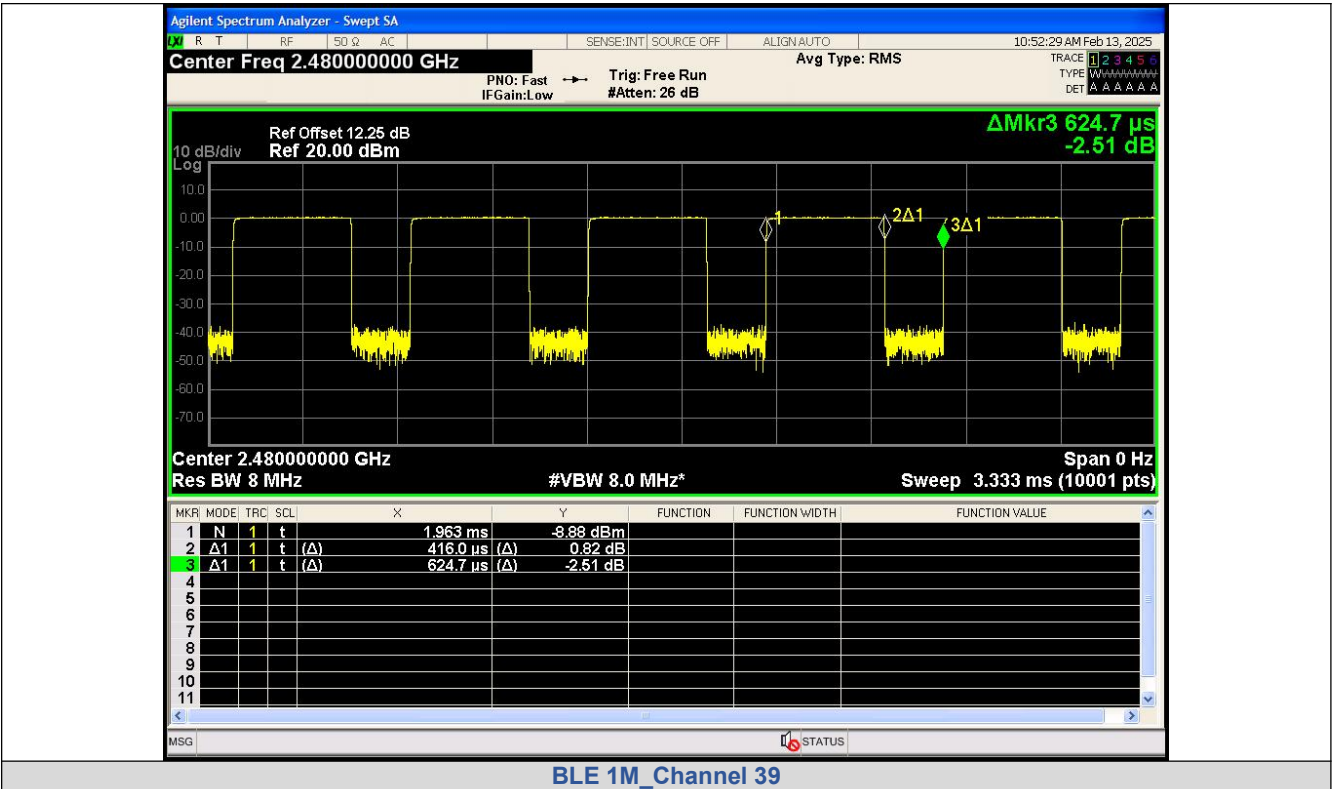 Agilent Spectrum Analyzer - Swept SA
LXI R T RF 50 Ω AC SENSE:INT SOURCE OFF ALIGN AUTO 10:52:29 AM Feb 13, 2025
Center Freq 2.480000000 GHz Avg Type: RMS TRACE 1 2 3 4 5 6
PNO: Fast Trig: Free Run TYPE W
IFGain:Low #Atten: 26 dB DET A A A A A A
ΔMkr3 624.7 µs
Ref Offset 12.25 dB
10 dB/div Ref 20.00 dBm -2.51 dB
Log
10.0
0.00
1 2Δ1 3Δ1
-10.0
-20.0
-30.0
-40.0
-50.0
-60.0
-70.0
Center 2.480000000 GHz Span 0 Hz
Res BW 8 MHz #VBW 8.0 MHz* Sweep 3.333 ms (10001 pts)
MKR MODE TRC SCL X Y FUNCTION FUNCTION WIDTH FUNCTION VALUE
1 N 1 t 1.963 ms -8.88 dBm
2 Δ1 1 t (Δ) 416.0 µs (Δ) 0.82 dB
3 Δ1 1 t (Δ) 624.7 µs (Δ) -2.51 dB
4
5
6
7
8
9
10
11
MSG STATUS
BLE 1M_Channel 39